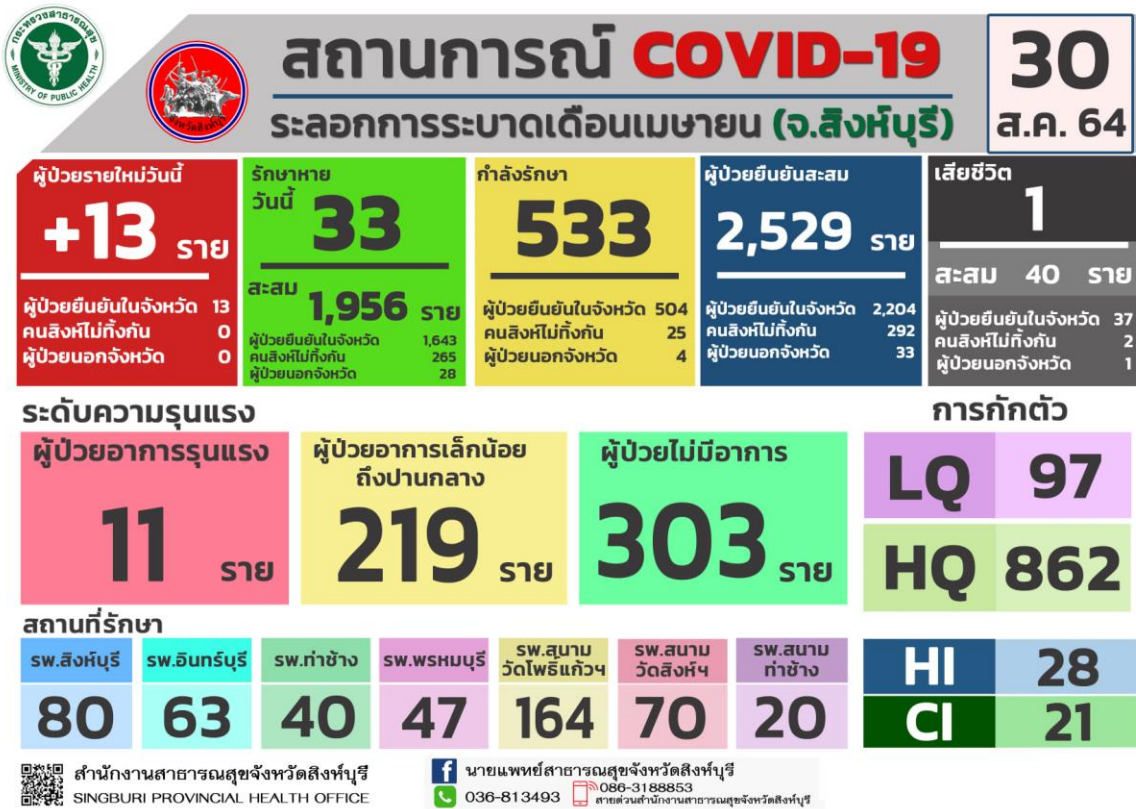 กระทรวงสาธารณสุข
MINISTRY OF PUBLIC HEALTH
จังหวัดสิงห์บุรี
สถานการณ์ COVID-19
ระลอกการระบาดเดือนเมษายน (จ.สิงห์บุรี)
30
ส.ค. 64
ผู้ป่วยรายใหม่วันนี้
+13 ราย
ผู้ป่วยยืนยันในจังหวัด 13
คนสิงห์ไม่ทิ้งกัน 0
ผู้ป่วยนอกจังหวัด 0
รักษาหาย
วันนี้ 33
สะสม
1,956 ราย
ผู้ป่วยยืนยันในจังหวัด 1,643
คนสิงห์ไม่ทิ้งกัน 265
ผู้ป่วยนอกจังหวัด 28
กำลังรักษา
533
ผู้ป่วยยืนยันในจังหวัด 504
คนสิงห์ไม่ทิ้งกัน 25
ผู้ป่วยนอกจังหวัด 4
ผู้ป่วยยืนยันสะสม
2,529 ราย
ผู้ป่วยยืนยันในจังหวัด 2,204
คนสิงห์ไม่ทิ้งกัน 292
ผู้ป่วยนอกจังหวัด 33
เสียชีวิต
1
สะสม 40 ราย
ผู้ป่วยยืนยันในจังหวัด 37
คนสิงห์ไม่ทิ้งกัน 2
ผู้ป่วยนอกจังหวัด 1
ระดับความรุนแรง
ผู้ป่วยอาการรุนแรง
11 ราย
ผู้ป่วยอาการเล็กน้อย
ถึงปานกลาง
219 ราย
ผู้ป่วยไม่มีอาการ
303 ราย
การกักตัว
LQ 97
HQ 862
สถานที่รักษา
รพ.สิงห์บุรี
80
รพ.อินทร์บุรี
63
รพ.ท่าช้าง
40
รพ.พรหมบุรี
47
รพ.สนาม
วัดโพธิ์แก้วฯ
164
รพ.สนาม
วัดสิงห์ฯ
70
รพ.สนาม
ท่าช้าง
20
HI 28
CI 21
สำนักงานสาธารณสุขจังหวัดสิงห์บุรี
SINGBURI PROVINCIAL HEALTH OFFICE
นายแพทย์สาธารณสุขจังหวัดสิงห์บุรี
036-813493
086-3188853
สายด่วนสำนักงานสาธารณสุขจังหวัดสิงห์บุรี